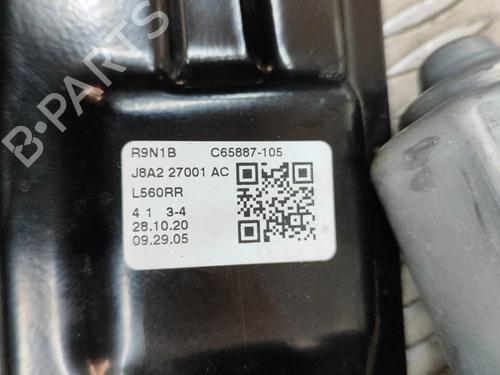 B-PARTS
R9N1B C65887-105
J8A2 27001 AC
L560RR
4 1 3-4
28.10.20
09.29.05